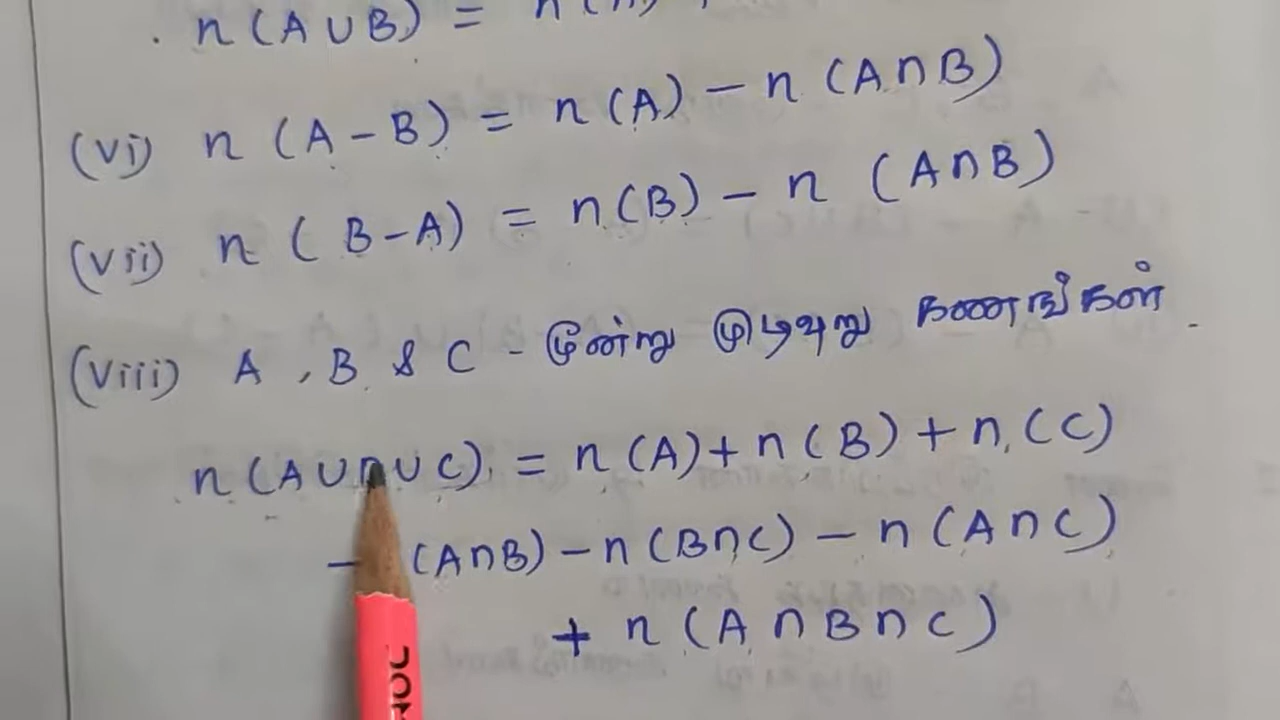 . n(A∪B) =
(vi) n (A-B) = n(A) - n (A∩B)
(vii) n ( B-A) = n(B) - n (A∩B)
(viii) A , B & C - மூன்று முடிவுறு கணங்கள் .
n(A∪ ∪C) = n(A)+n(B)+n(C)
- (A∩B) - n(B∩C) - n(A∩C)
+ n(A∩B∩C)